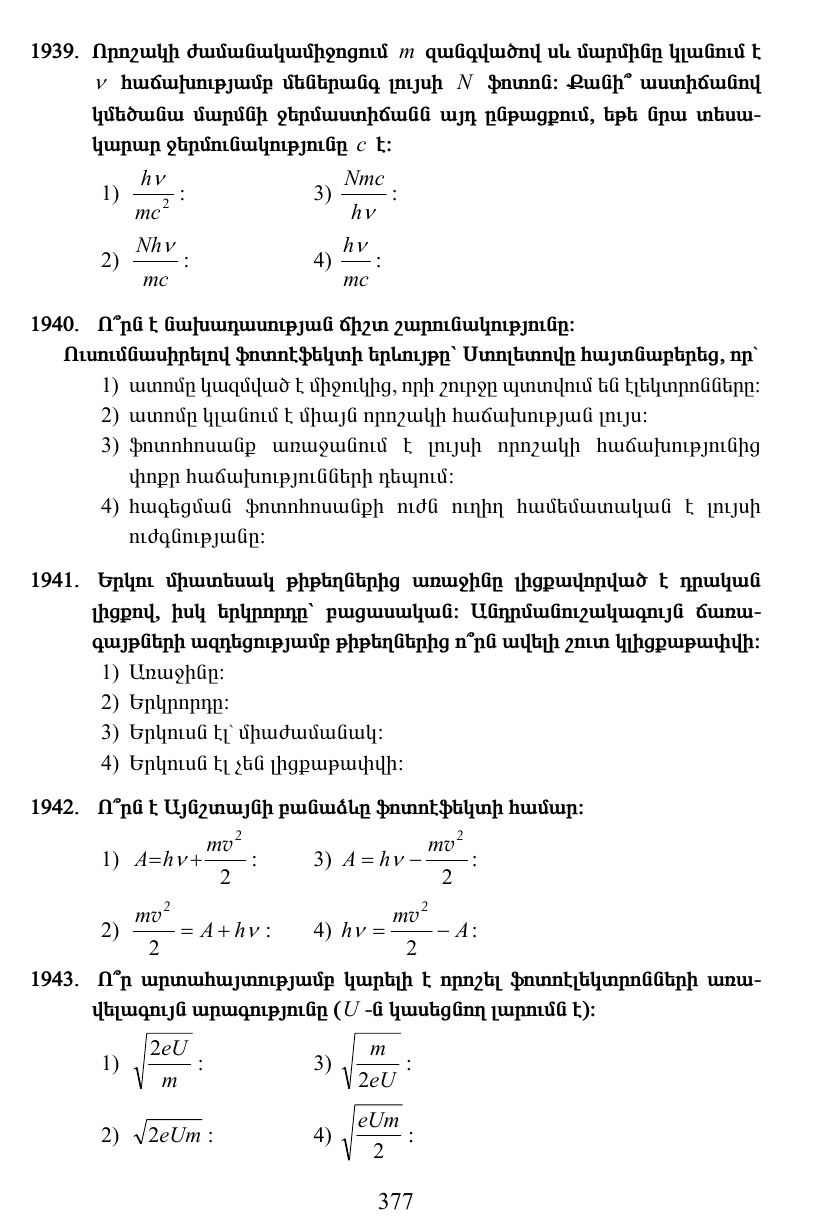 1939. Որոշակի ժամանակամիջոցում m զանգվածով սև մարմինը կլանում է
ν հաճախությամբ մեներանգ լույսի N ֆոտոն: Քանի՞ աստիճանով
կմեծանա մարմնի ջերմաստիճանն այդ ընթացքում, եթե նրա տեսա-
կարար ջերմունակությունը c է:
1) hν/mc² : 3) Nmc/hν :
2) Nhν/mc : 4) hν/mc :
1940. Ո՞րն է նախադասության ճիշտ շարունակությունը:
Ուսումնասիրելով ֆոտոէֆեկտի երևույթը՝ Ստոլետովը հայտնաբերեց, որ՝
1) ատոմը կազմված է միջուկից, որի շուրջը պտտվում են էլեկտրոնները:
2) ատոմը կլանում է միայն որոշակի հաճախության լույս:
3) ֆոտոհոսանք առաջանում է լույսի որոշակի հաճախությունից
փոքր հաճախությունների դեպում:
4) հագեցման ֆոտոհոսանքի ուժն ուղիղ համեմատական է լույսի
ուժգնությանը:
1941. Երկու միատեսակ թիթեղներից առաջինը լիցքավորված է դրական
լիցքով, իսկ երկրորդը՝ բացասական: Անդրմանուշակագույն ճառա-
գայթների ազդեցությամբ թիթեղներից ո՞րն ավելի շուտ կլիցքաթափվի:
1) Առաջինը:
2) Երկրորդը:
3) Երկուսն էլ՝ միաժամանակ:
4) Երկուսն էլ չեն լիցքաթափվի:
1942. Ո՞րն է Այնշտայնի բանաձևը ֆոտոէֆեկտի համար:
1) A=hν+mv²/2 : 3) A = hν − mv²/2 :
2) mv²/2 = A + hν : 4) hν = mv²/2 − A :
1943. Ո՞ր արտահայտությամբ կարելի է որոշել ֆոտոէլեկտրոնների առա-
վելագույն արագությունը (U -ն կասեցնող լարումն է):
1) √(2eU/m) : 3) √(m/2eU) :
2) √2eUm : 4) √(eUm/2) :
377